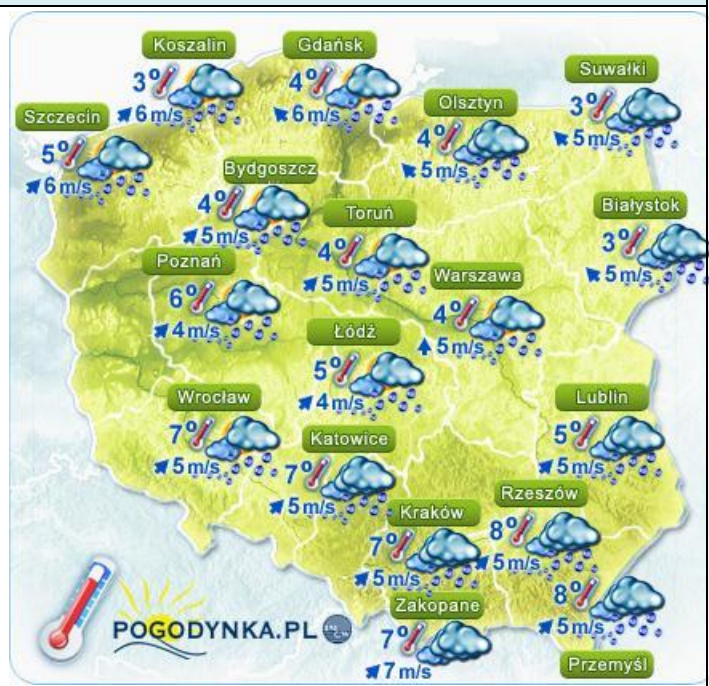 Koszalin
3°
6 m/s
Gdańsk
4°
6 m/s
Suwałki
3°
5 m/s
Szczecin
5°
6 m/s
Olsztyn
4°
5 m/s
Bydgoszcz
4°
5 m/s
Toruń
4°
5 m/s
Białystok
3°
5 m/s
Poznań
6°
4 m/s
Warszawa
4°
5 m/s
Łódź
5°
4 m/s
Wrocław
7°
5 m/s
Katowice
7°
5 m/s
Lublin
5°
5 m/s
Kraków
7°
5 m/s
Rzeszów
8°
5 m/s
Zakopane
7°
7 m/s
8°
5 m/s
Przemyśl
POGODYNKA.PL